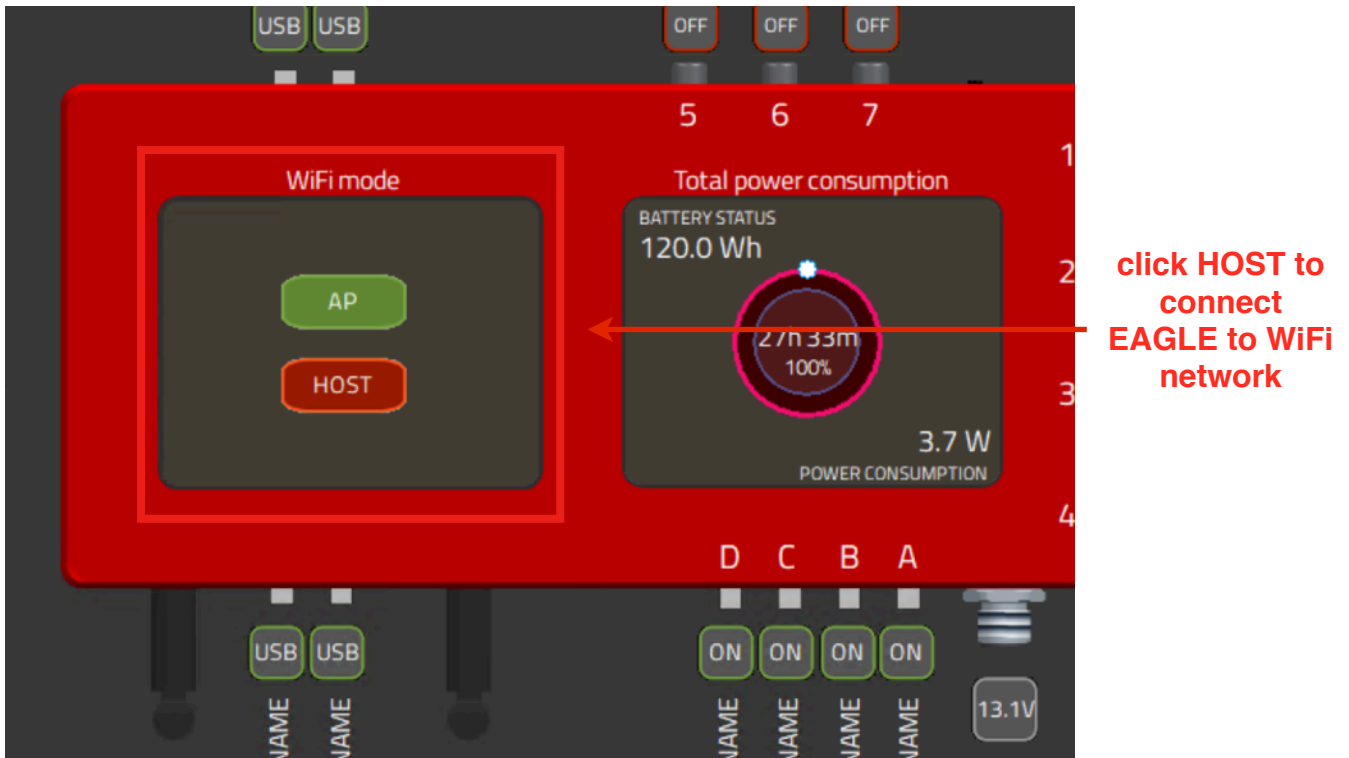 USB USB
OFF OFF OFF
5 6 7
1
WiFi mode
Total power consumption
BATTERY STATUS
120.0 Wh
2
AP
27h 33m
100%
HOST
3
3.7 W
POWER CONSUMPTION
4
D C B A
USB USB
ON ON ON ON
NAME NAME
NAME NAME NAME NAME
13.1V
click HOST to
connect
EAGLE to WiFi
network